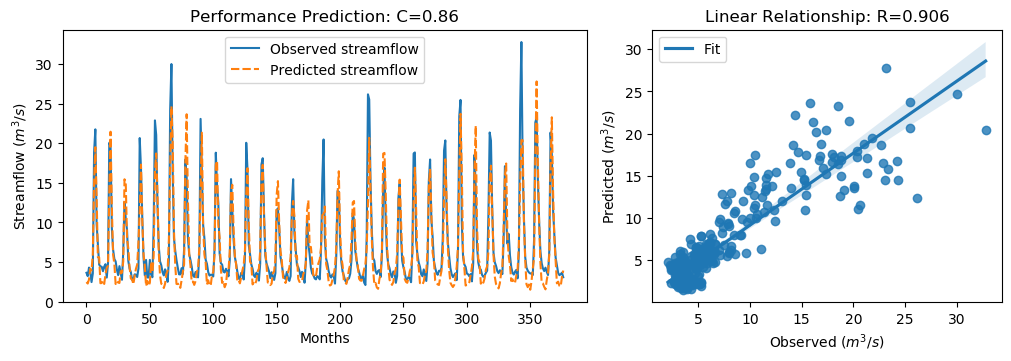 Performance Prediction: C=0.86
Observed streamflow
Predicted streamflow
Streamflow (m³/s)
30
25
20
15
10
5
0
0 50 100 150 200 250 300 350
Months
Linear Relationship: R=0.906
Fit
Predicted (m³/s)
30
25
20
15
10
5
5 10 15 20 25 30
Observed (m³/s)